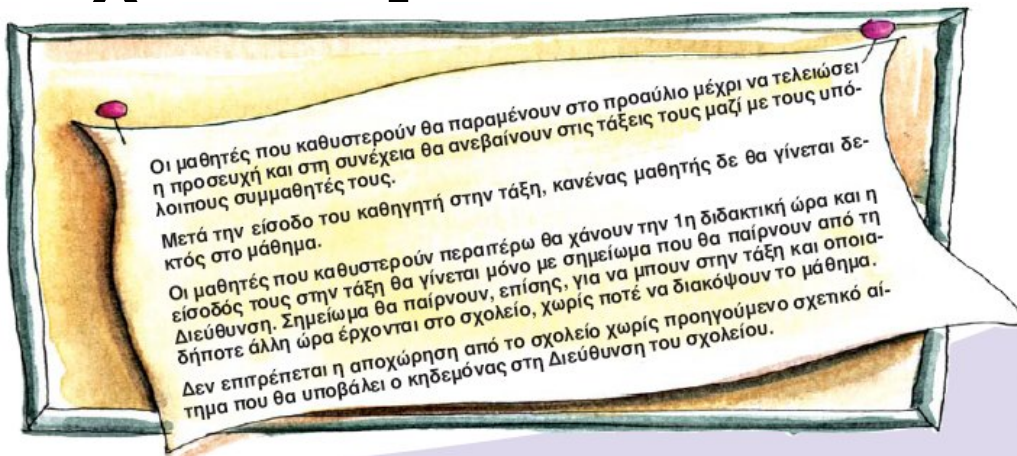 Οι μαθητές που καθυστερούν θα παραμένουν στο προαύλιο μέχρι να τελειώσει
η προσευχή και στη συνέχεια θα ανεβαίνουν στις τάξεις τους μαζί με τους υπό-
λοιπους συμμαθητές τους.
Μετά την είσοδο του καθηγητή στην τάξη, κανένας μαθητής δε θα γίνεται δε-
κτός στο μάθημα.
Οι μαθητές που καθυστερούν περαιτέρω θα χάνουν την 1η διδακτική ώρα και η
είσοδός τους στην τάξη θα γίνεται μόνο με σημείωμα που θα παίρνουν από τη
Διεύθυνση. Σημείωμα θα παίρνουν, επίσης, για να μπουν στην τάξη και οποια-
δήποτε άλλη ώρα έρχονται στο σχολείο, χωρίς ποτέ να διακόψουν το μάθημα.
Δεν επιτρέπεται η αποχώρηση από το σχολείο χωρίς προηγούμενο σχετικό αί-
τημα που θα υποβάλει ο κηδεμόνας στη Διεύθυνση του σχολείου.